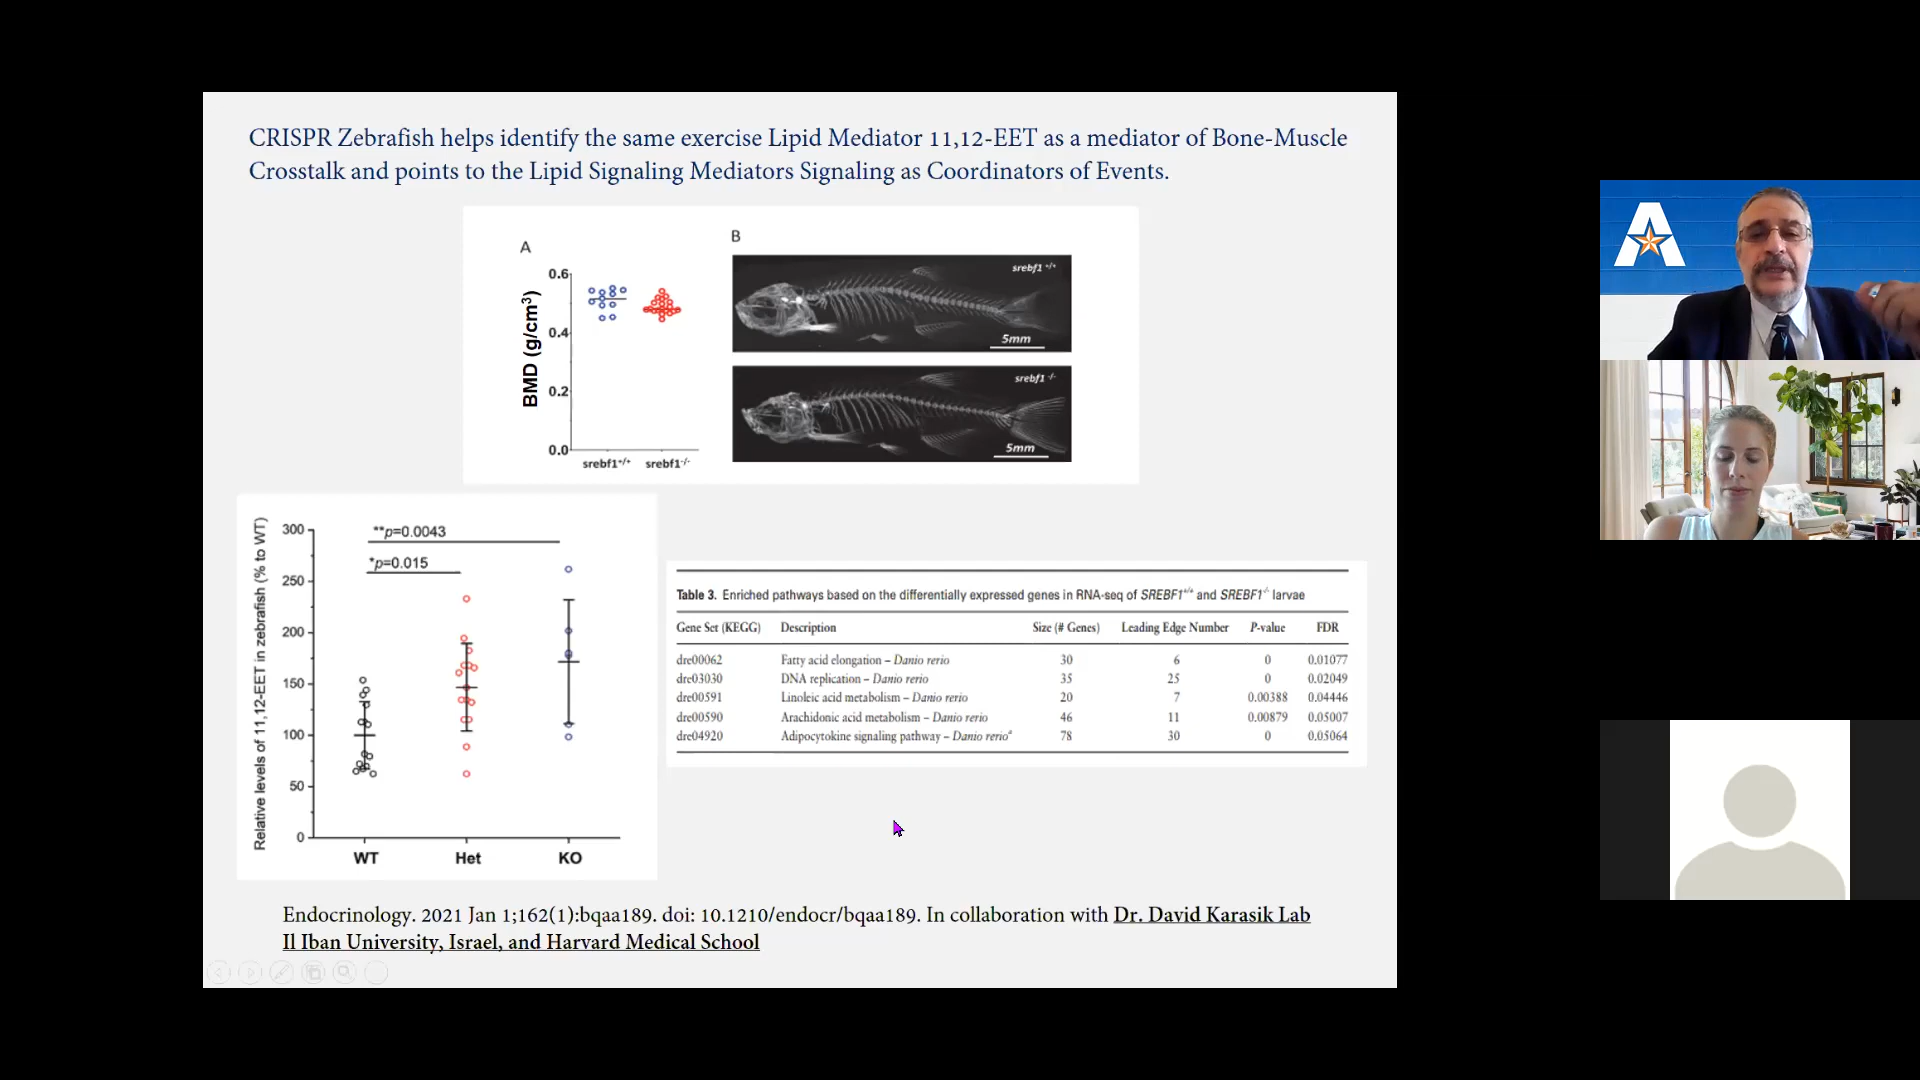 CRISPR Zebrafish helps identify the same exercise Lipid Mediator 11,12-EET as a mediator of Bone-Muscle
Crosstalk and points to the Lipid Signaling Mediators Signaling as Coordinators of Events.
A
BMD (g/cm³)
0.6
0.4
0.2
0.0
srebf1+/+ srebf1-/-
B
srebf1 +/+
5mm
srebf1 -/-
5mm
Relative levels of 11,12-EET in zebrafish (% to WT)
300
250
200
150
100
50
0
**p=0.0043
*p=0.015
WT Het KO
Table 3. Enriched pathways based on the differentially expressed genes in RNA-seq of SREBF1+/+ and SREBF1-/- larvae
Gene Set (KEGG) Description Size (# Genes) Leading Edge Number P-value FDR
dre00062 Fatty acid elongation – Danio rerio 30 6 0 0.01077
dre03030 DNA replication – Danio rerio 35 25 0 0.02049
dre00591 Linoleic acid metabolism – Danio rerio 20 7 0.00388 0.04446
dre00590 Arachidonic acid metabolism – Danio rerio 46 11 0.00879 0.05007
dre04920 Adipocytokine signaling pathway – Danio rerioª 78 30 0 0.05064
Endocrinology. 2021 Jan 1;162(1):bqaa189. doi: 10.1210/endocr/bqaa189. In collaboration with Dr. David Karasik Lab
Il Iban University, Israel, and Harvard Medical School
A